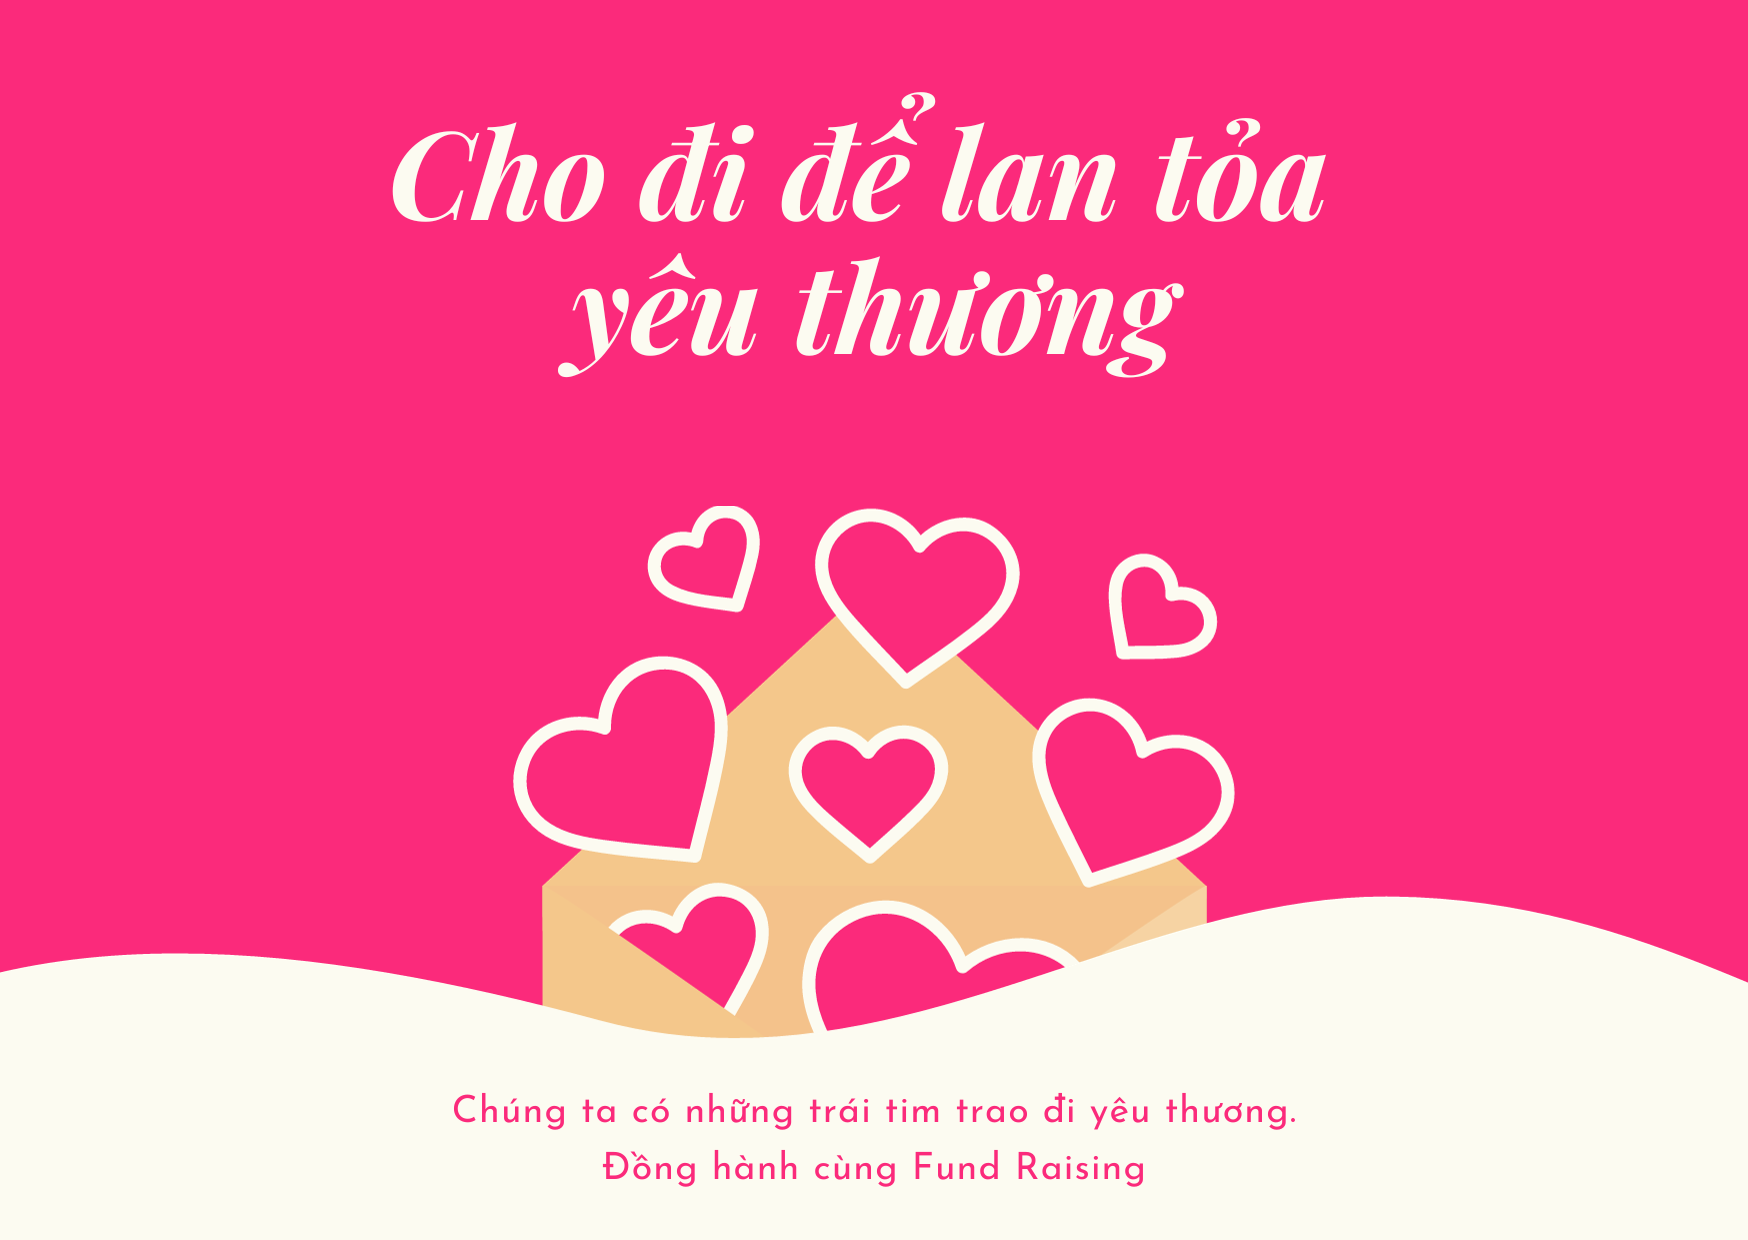 Cho đi để lan tỏa
yêu thương
Chúng ta có những trái tim trao đi yêu thương.
Đồng hành cùng Fund Raising